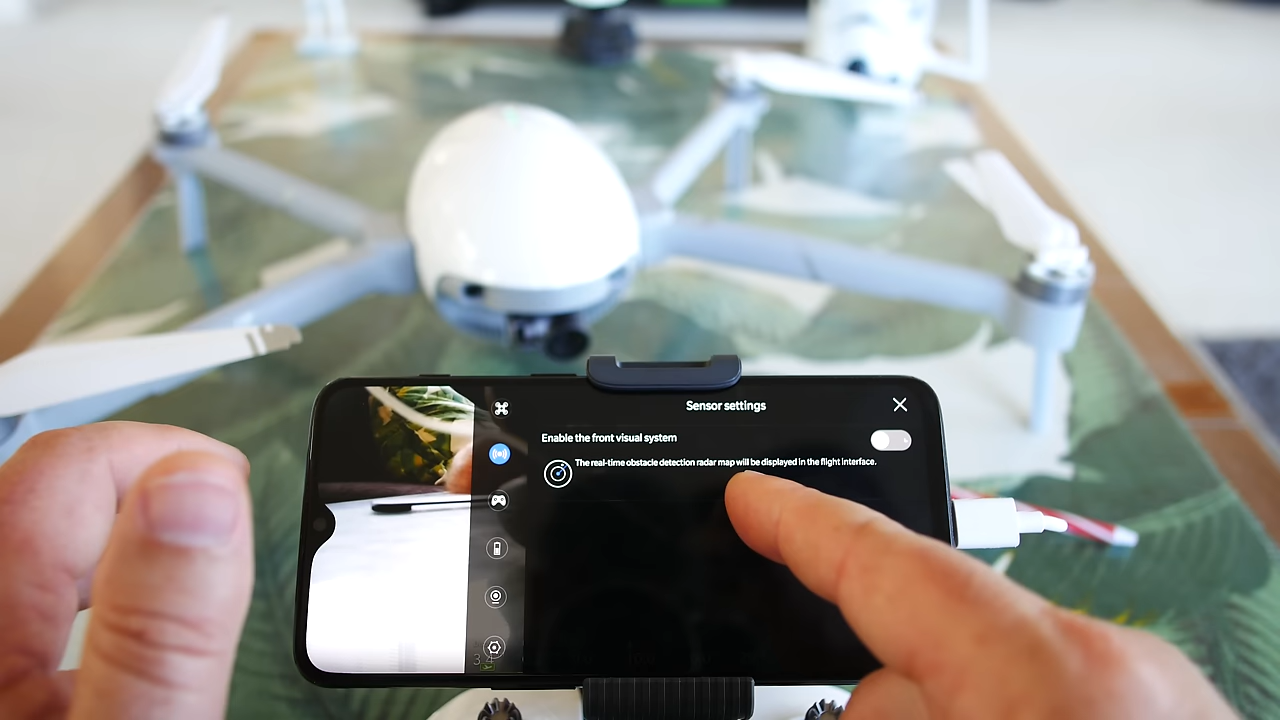 Sensor settings
Enable the front visual system
The real-time obstacle detection radar map will be displayed in the flight interface.